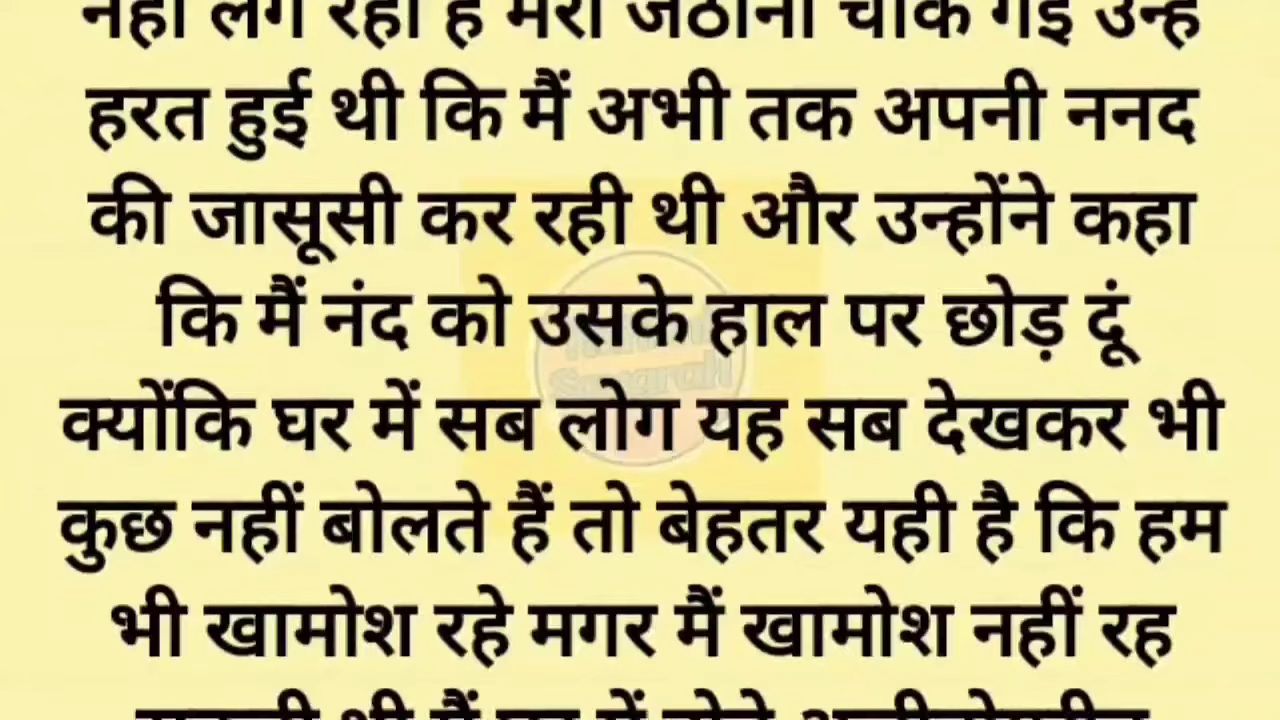 नहीं लग रहा है मेरी जेठानी चौंक गई उन्हें
हरत हुई थी कि मैं अभी तक अपनी ननद
की जासूसी कर रही थी और उन्होंने कहा
कि मैं नंद को उसके हाल पर छोड़ दूं
क्योंकि घर में सब लोग यह सब देखकर भी
कुछ नहीं बोलते हैं तो बेहतर यही है कि हम
भी खामोश रहे मगर मैं खामोश नहीं रह